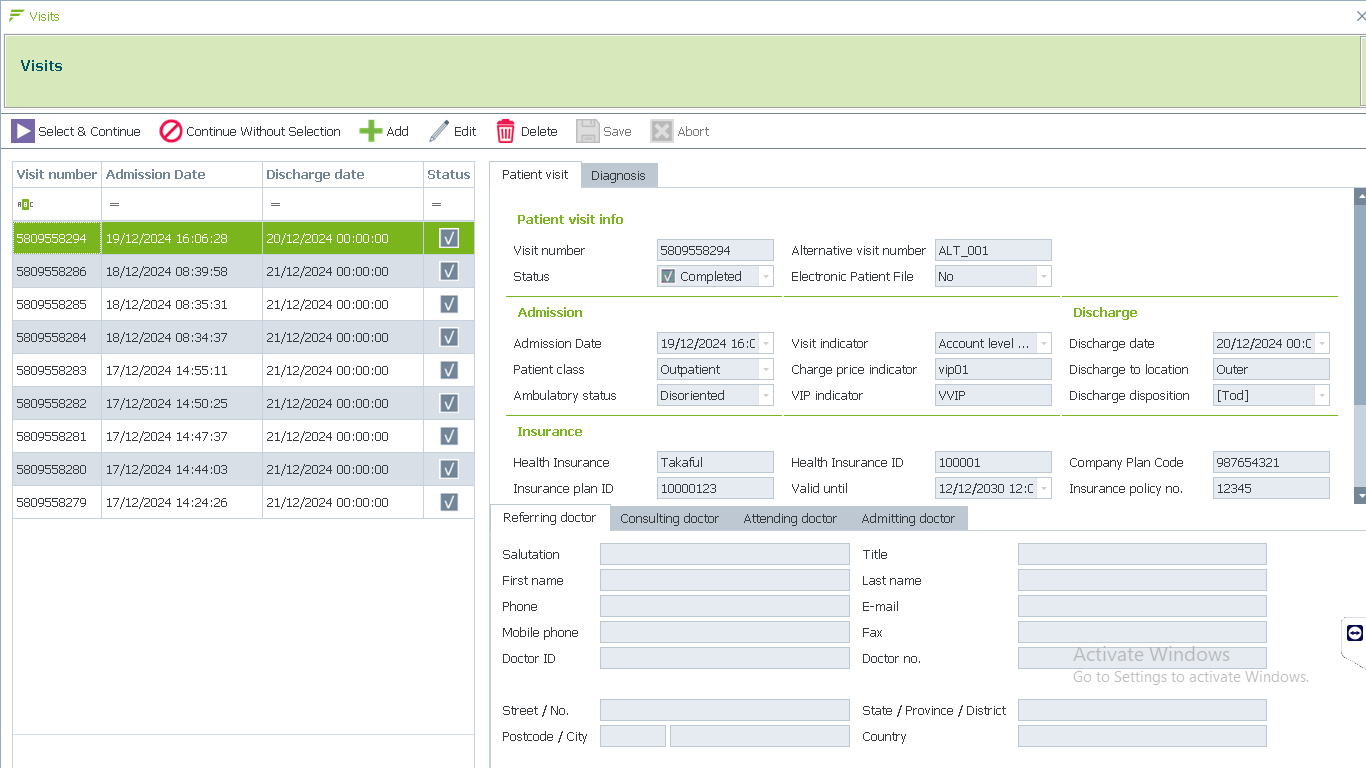 Visits
Visits
Select & Continue Continue Without Selection Add Edit Delete Save Abort
Visit number Admission Date Discharge date Status
ABC = = =
5809558294 19/12/2024 16:06:28 20/12/2024 00:00:00
5809558286 18/12/2024 08:39:58 21/12/2024 00:00:00
5809558285 18/12/2024 08:35:31 21/12/2024 00:00:00
5809558284 18/12/2024 08:34:37 21/12/2024 00:00:00
5809558283 17/12/2024 14:55:11 21/12/2024 00:00:00
5809558282 17/12/2024 14:50:25 21/12/2024 00:00:00
5809558281 17/12/2024 14:47:37 21/12/2024 00:00:00
5809558280 17/12/2024 14:44:03 21/12/2024 00:00:00
5809558279 17/12/2024 14:24:26 21/12/2024 00:00:00
Patient visit Diagnosis
Patient visit info
Visit number 5809558294 Alternative visit number ALT_001
Status Completed Electronic Patient File No
Admission Discharge
Admission Date 19/12/2024 16:0 Visit indicator Account level ... Discharge date 20/12/2024 00:0
Patient class Outpatient Charge price indicator vip01 Discharge to location Outer
Ambulatory status Disoriented VIP indicator VVIP Discharge disposition [Tod]
Insurance
Health Insurance Takaful Health Insurance ID 100001 Company Plan Code 987654321
Insurance plan ID 10000123 Valid until 12/12/2030 12:0 Insurance policy no. 12345
Referring doctor Consulting doctor Attending doctor Admitting doctor
Salutation Title
First name Last name
Phone E-mail
Mobile phone Fax
Doctor ID Doctor no.
Activate Windows
Go to Settings to activate Windows.
Street / No. State / Province / District
Postcode / City Country